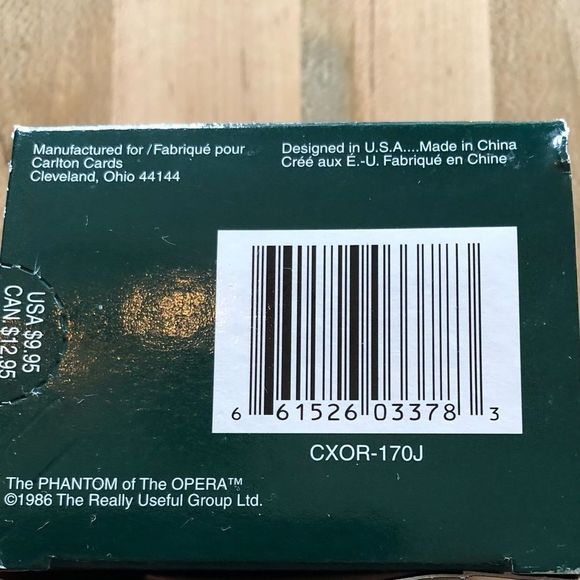 Manufactured for / Fabriqué pour
Carlton Cards
Cleveland, Ohio 44144
Designed in U.S.A....Made in China
Créé aux É.-U. Fabriqué en Chine
USA $9.95
CAN $12.95
6 61526 03378 3
CXOR-170J
The PHANTOM of The OPERA™
©1986 The Really Useful Group Ltd.